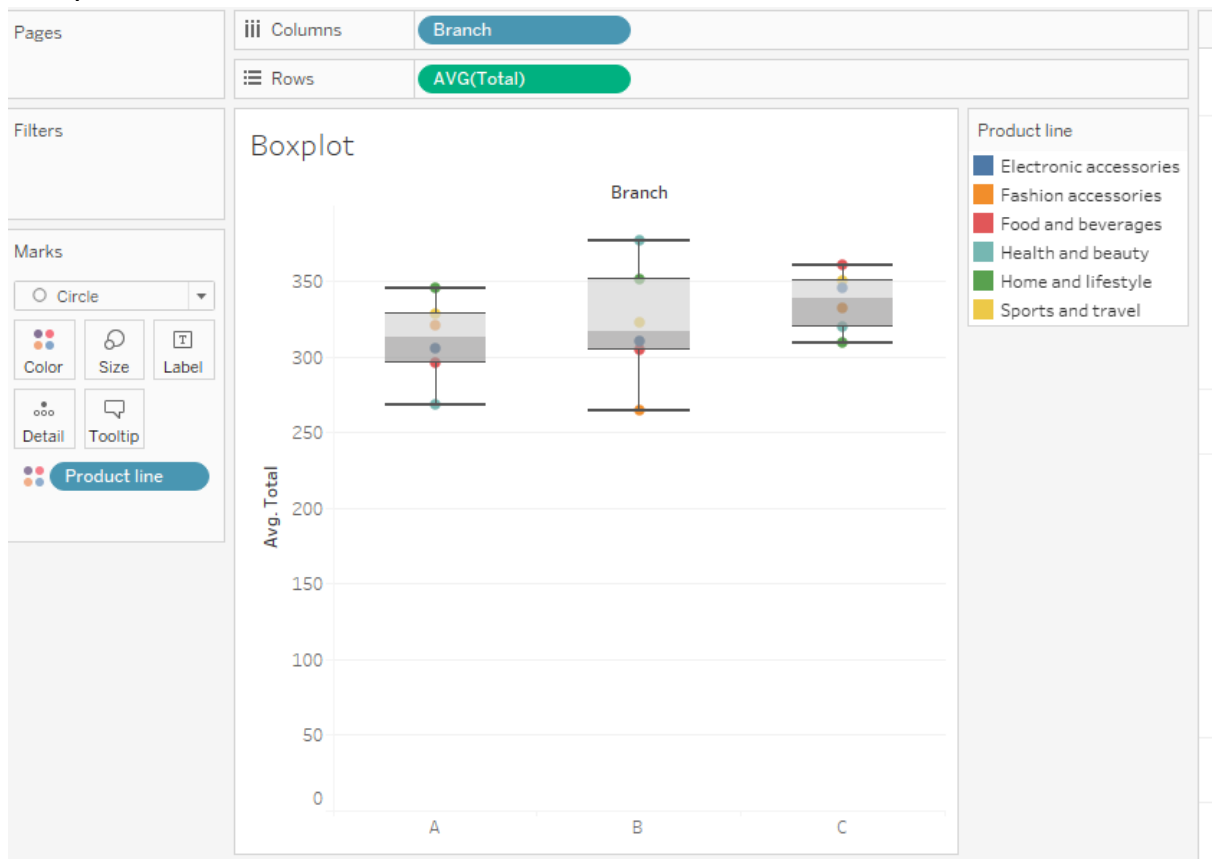 Pages
Columns
Branch
Rows
AVG(Total)
Filters
Marks
Circle
Color
Size
T
Label
Detail
Tooltip
Product line
Boxplot
Branch
Avg. Total
350
300
250
200
150
100
50
0
A
B
C
Product line
Electronic accessories
Fashion accessories
Food and beverages
Health and beauty
Home and lifestyle
Sports and travel